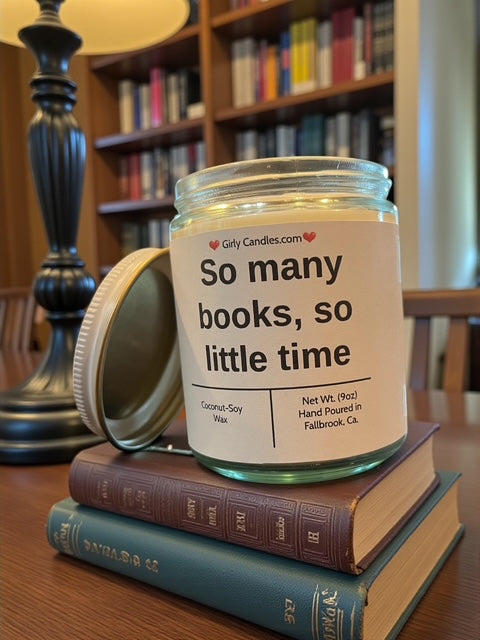 Girly Candles.com
So many
books, so
little time
Coconut-Soy
Wax
Net Wt. (9oz)
Hand Poured in
Fallbrook, Ca.